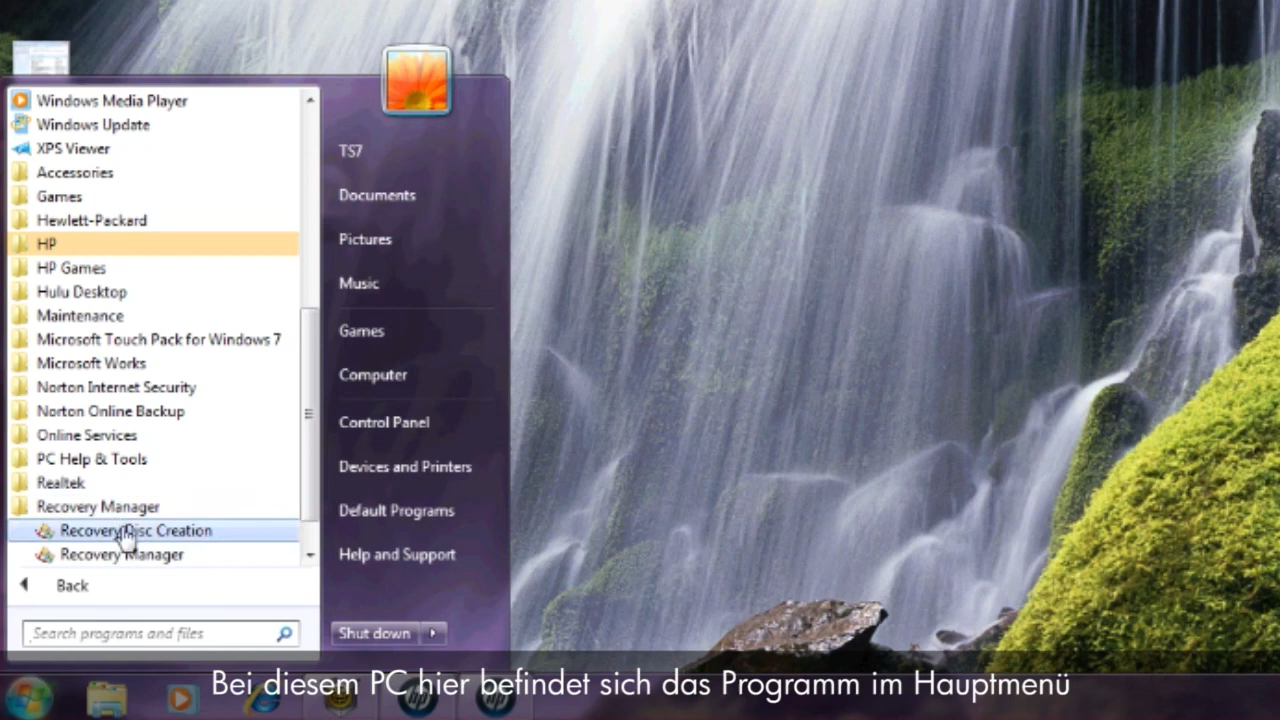 Windows Media Player
Windows Update
XPS Viewer
Accessories
Games
Hewlett-Packard
HP
HP Games
Hulu Desktop
Maintenance
Microsoft Touch Pack for Windows 7
Microsoft Works
Norton Internet Security
Norton Online Backup
Online Services
PC Help & Tools
Realtek
Recovery Manager
Recovery Disc Creation
Recovery Manager
Back
Search programs and files
TS7
Documents
Pictures
Music
Games
Computer
Control Panel
Devices and Printers
Default Programs
Help and Support
Shut down
Bei diesem PC hier befindet sich das Programm im Hauptmenü
hp
hp